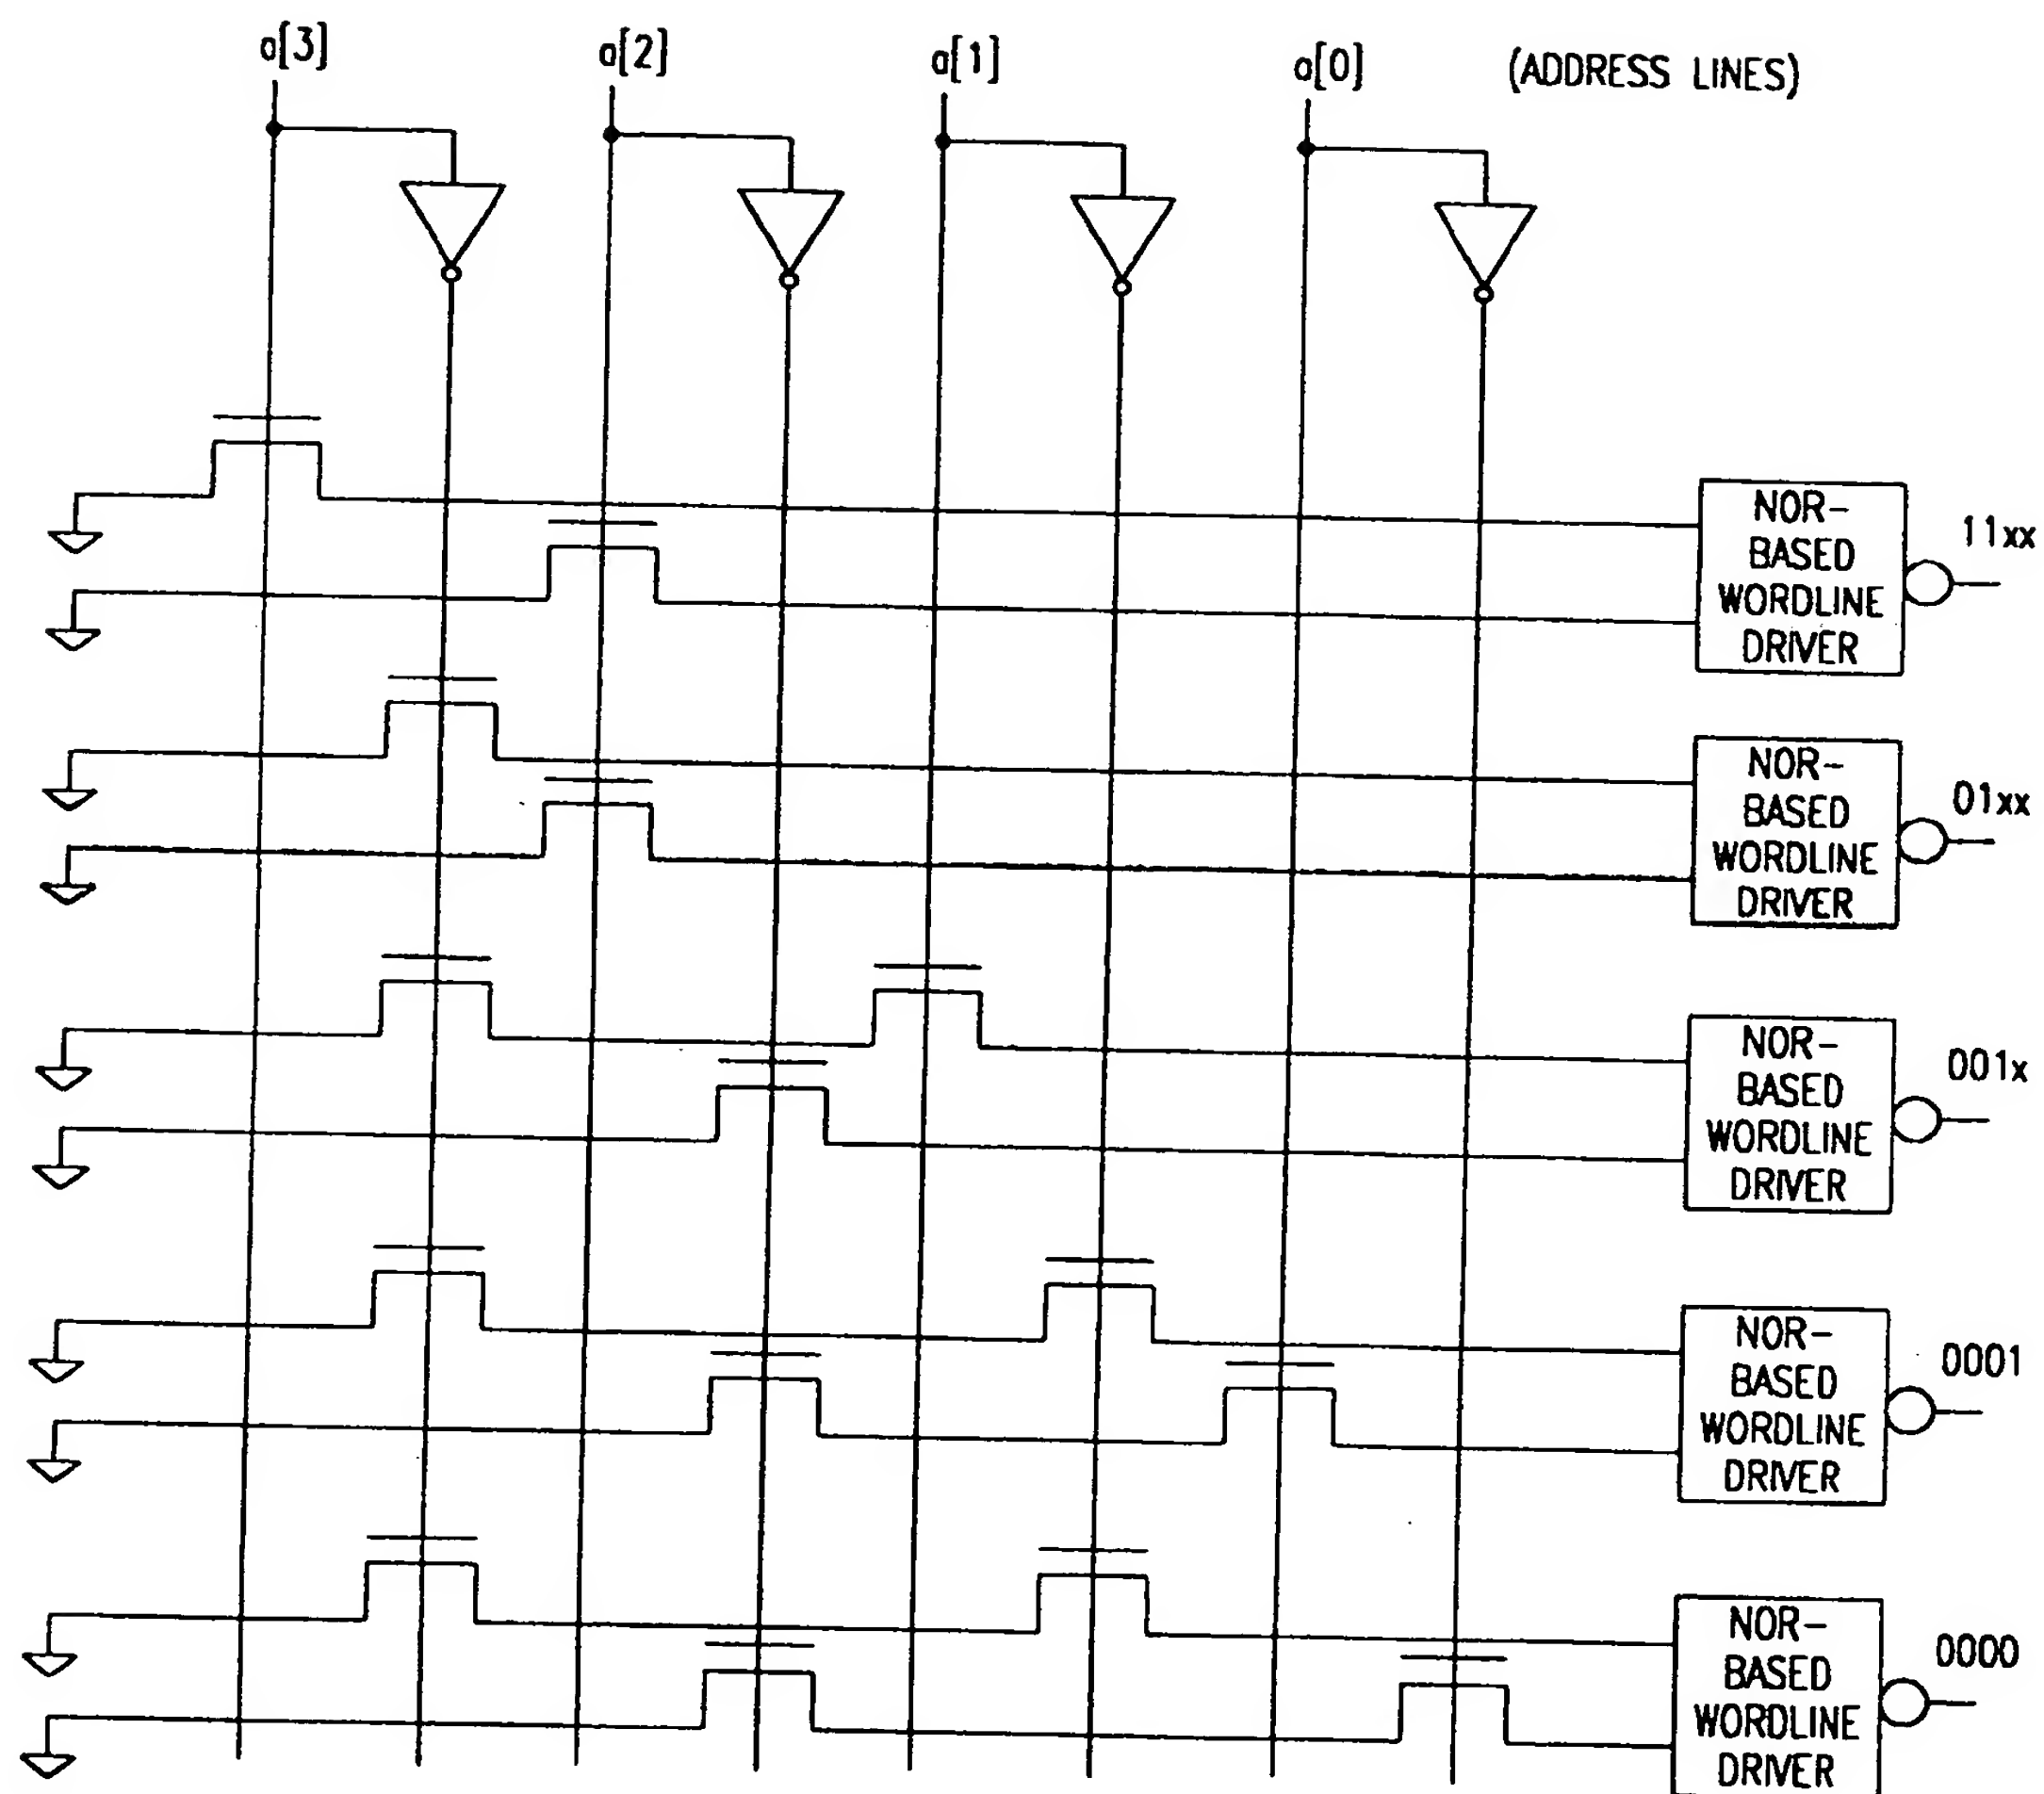 a[3]
a[2]
a[1]
a[0]
(ADDRESS LINES)
NOR-
BASED
WORDLINE
DRIVER
11xx
NOR-
BASED
WORDLINE
DRIVER
01xx
NOR-
BASED
WORDLINE
DRIVER
001x
NOR-
BASED
WORDLINE
DRIVER
0001
NOR-
BASED
WORDLINE
DRIVER
0000